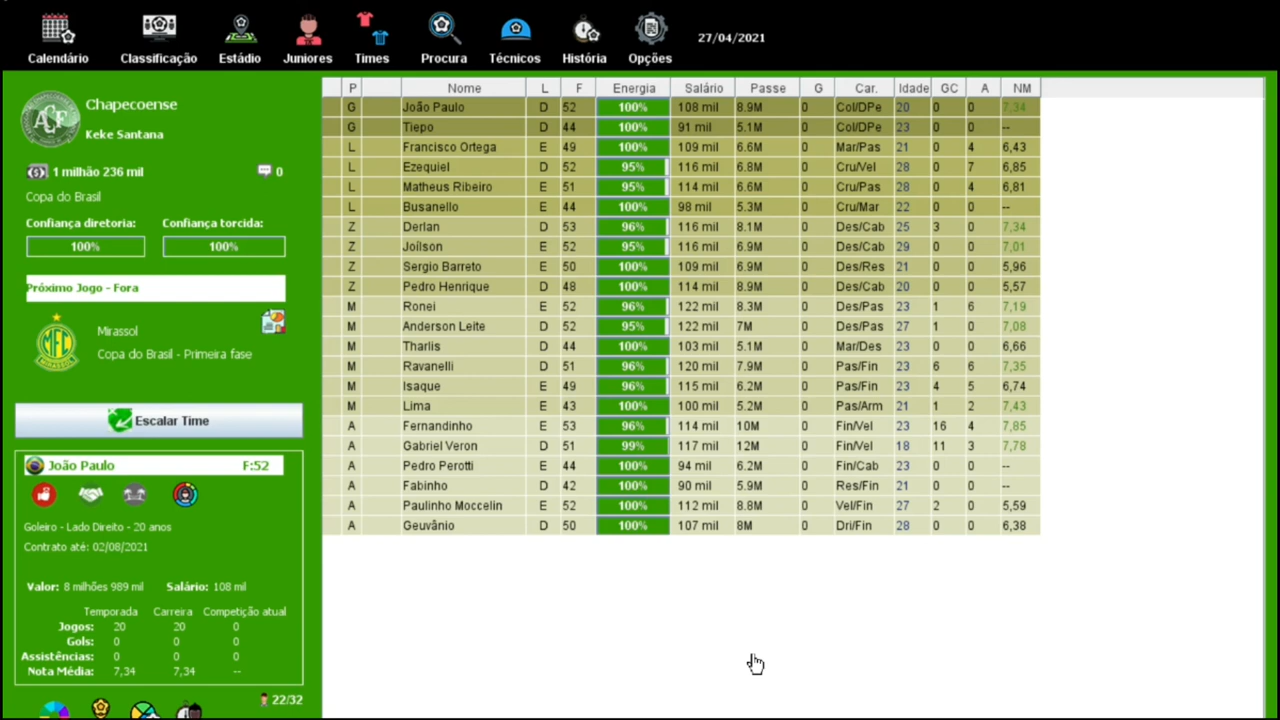 Calendário Classificação Estádio Juniores Times Procura Técnicos História Opções 27/04/2021
Chapecoense
Keke Santana
1 milhão 236 mil 0
Copa do Brasil
Confiança diretoria: Confiança torcida:
100% 100%
Próximo Jogo - Fora
Mirassol
Copa do Brasil - Primeira fase
Escalar Time
João Paulo F:52
Goleiro - Lado Direito - 20 anos
Contrato até: 02/08/2021
Valor: 8 milhões 989 mil Salário: 108 mil
Temporada Carreira Competição atual
Jogos: 20 20 0
Gols: 0 0 0
Assistências: 0 0 0
Nota Média: 7,34 7,34 --
22/32
P Nome L F Energia Salário Passe G Car. Idade GC A NM
G João Paulo D 52 100% 108 mil 8.9M 0 Col/DPe 20 0 0 7,34
G Tiepo D 44 100% 91 mil 5.1M 0 Col/DPe 23 0 0 --
L Francisco Ortega E 49 100% 109 mil 6.6M 0 Mar/Pas 21 0 4 6,43
L Ezequiel D 52 95% 116 mil 6.8M 0 Cru/Vel 28 0 7 6,85
L Matheus Ribeiro E 51 95% 114 mil 6.6M 0 Cru/Pas 28 0 4 6,81
L Busanello E 44 100% 98 mil 5.3M 0 Cru/Mar 22 0 0 --
Z Derlan D 53 96% 116 mil 8.1M 0 Des/Cab 25 3 0 7,34
Z Joílson E 52 95% 116 mil 6.9M 0 Des/Cab 29 0 0 7,01
Z Sergio Barreto E 50 100% 109 mil 6.9M 0 Des/Res 21 0 0 5,96
Z Pedro Henrique D 48 100% 114 mil 8.9M 0 Des/Cab 20 0 0 5,57
M Ronei E 52 96% 122 mil 8.3M 0 Des/Pas 23 1 6 7,19
M Anderson Leite D 52 95% 122 mil 7M 0 Des/Pas 27 1 0 7,08
M Tharlis D 44 100% 103 mil 5.1M 0 Mar/Des 23 0 0 6,66
M Ravanelli D 51 96% 120 mil 7.9M 0 Pas/Fin 23 6 6 7,35
M Isaque E 49 96% 115 mil 6.2M 0 Pas/Fin 23 4 5 6,74
M Lima E 43 100% 100 mil 5.2M 0 Pas/Arm 21 1 2 7,43
A Fernandinho E 53 96% 114 mil 10M 0 Fin/Vel 23 16 4 7,85
A Gabriel Veron D 51 99% 117 mil 12M 0 Fin/Vel 18 11 3 7,78
A Pedro Perotti E 44 100% 94 mil 6.2M 0 Fin/Cab 23 0 0 --
A Fabinho D 42 100% 90 mil 5.9M 0 Res/Fin 21 0 0 --
A Paulinho Moccelin E 52 100% 112 mil 8.8M 0 Vel/Fin 27 2 0 5,59
A Geuvânio D 50 100% 107 mil 8M 0 Dri/Fin 28 0 0 6,38